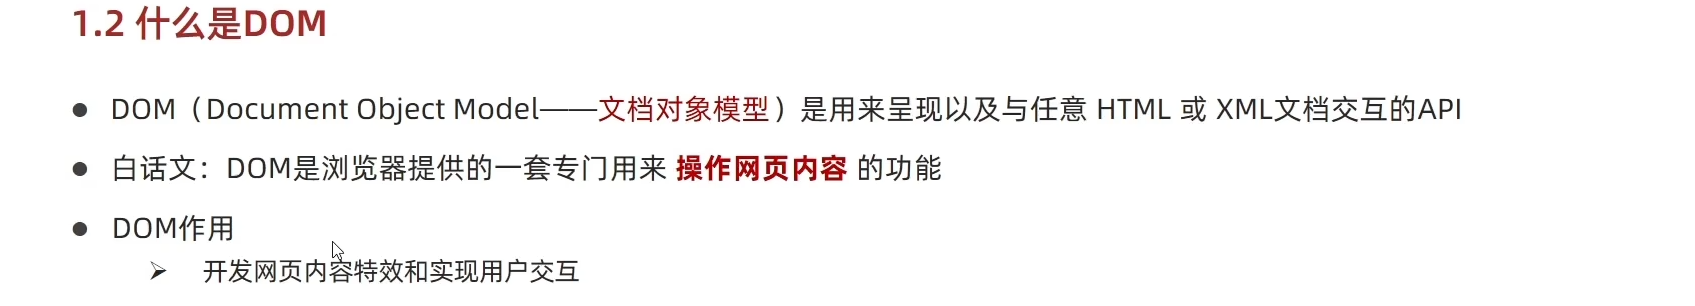 1.2 什么是DOM
● DOM（Document Object Model——文档对象模型）是用来呈现以及与任意 HTML 或 XML文档交互的API
● 白话文：DOM是浏览器提供的一套专门用来 操作网页内容 的功能
● DOM作用
➢ 开发网页内容特效和实现用户交互